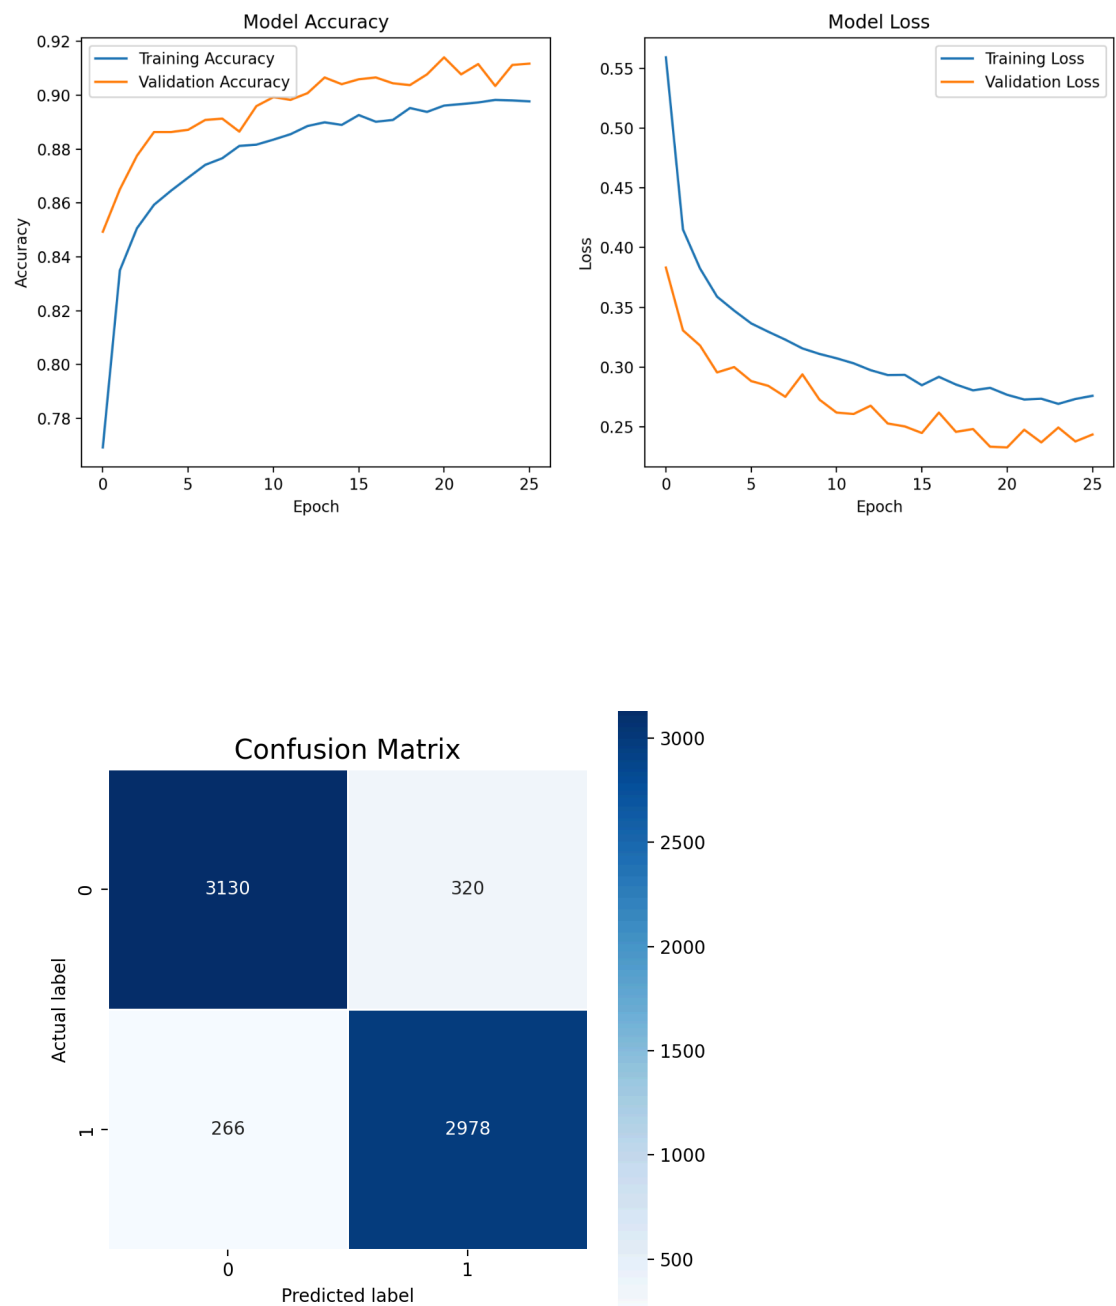 Model Accuracy
0.92
0.90
0.88
0.86
0.84
0.82
0.80
0.78
Accuracy
Training Accuracy
Validation Accuracy
0 5 10 15 20 25
Epoch
Model Loss
0.55
0.50
0.45
0.40
0.35
0.30
0.25
Loss
Training Loss
Validation Loss
0 5 10 15 20 25
Epoch
Confusion Matrix
Actual label
0
3130 320
1
266 2978
0 1
Predicted label
3000
2500
2000
1500
1000
500